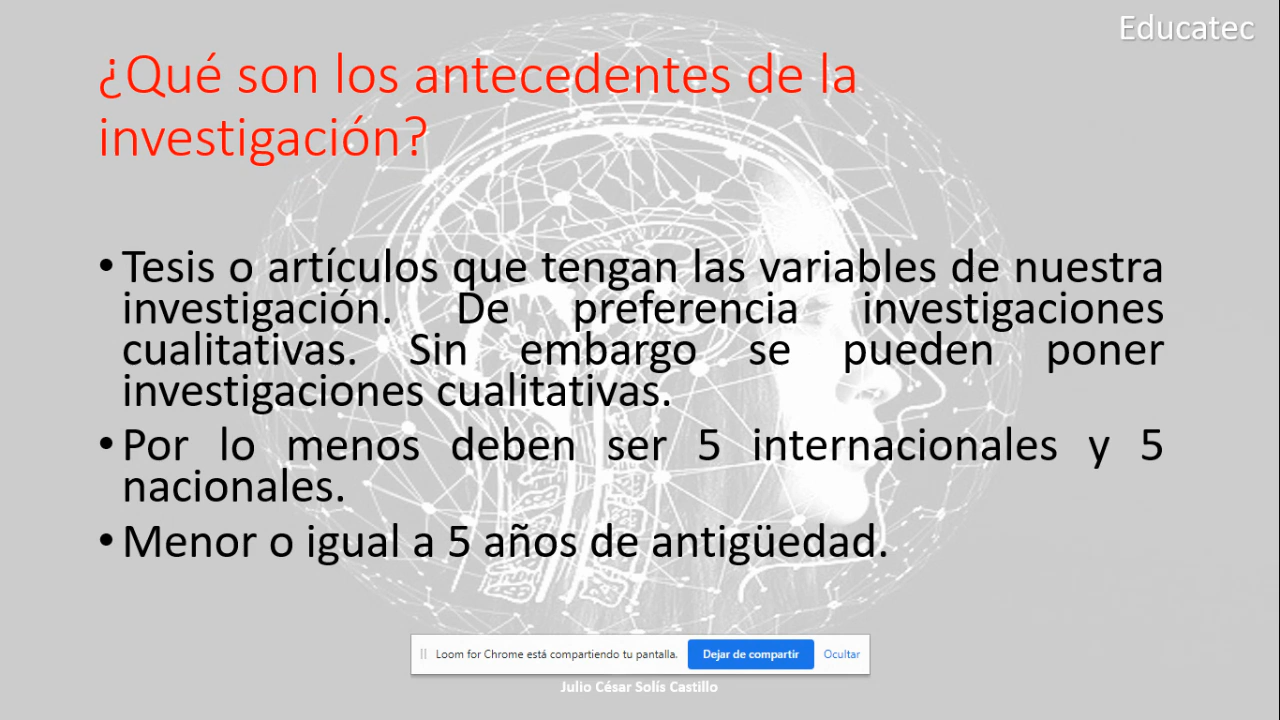 Educatec
¿Qué son los antecedentes de la
investigación?
• Tesis o artículos que tengan las variables de nuestra
investigación. De preferencia investigaciones
cualitativas. Sin embargo se pueden poner
investigaciones cualitativas.
• Por lo menos deben ser 5 internacionales y 5
nacionales.
• Menor o igual a 5 años de antigüedad.
Loom for Chrome está compartiendo tu pantalla. Dejar de compartir Ocultar
Julio César Solís Castillo